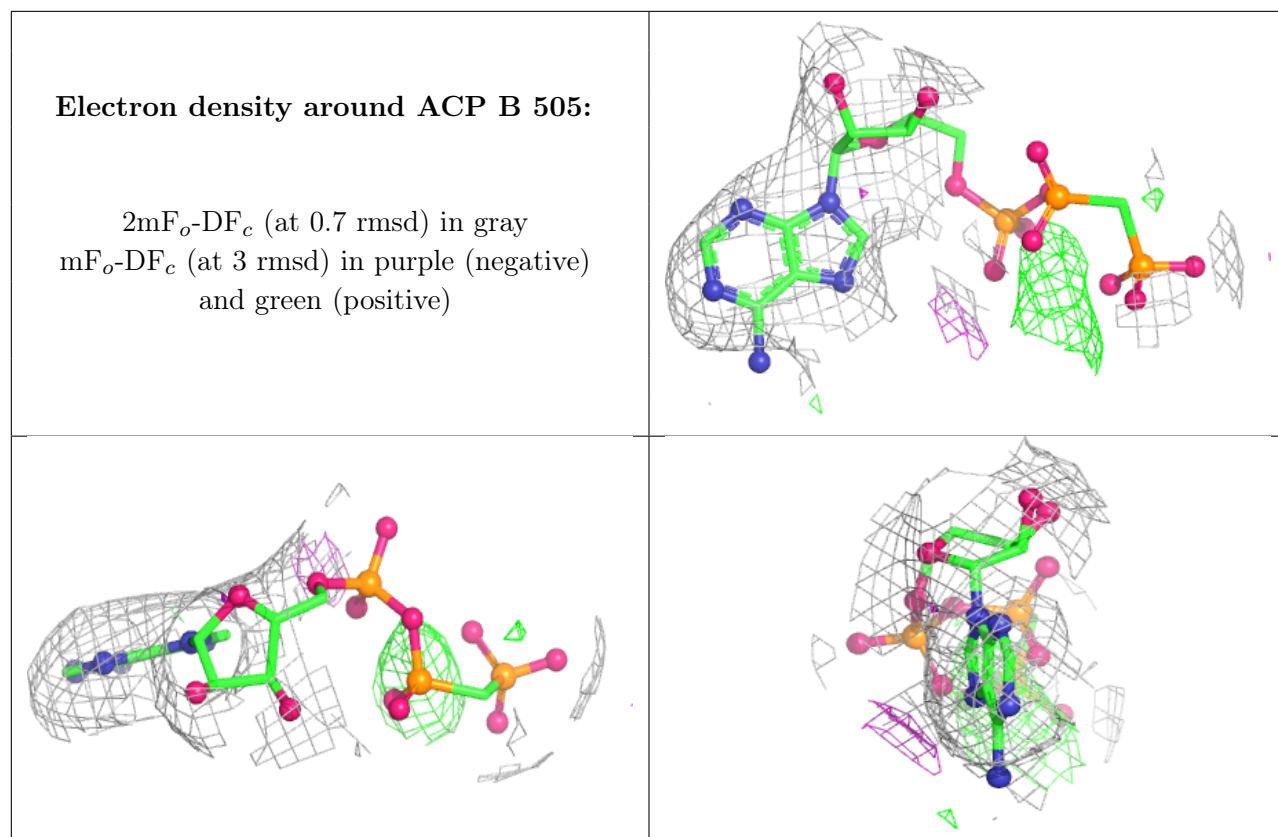 Electron density around ACP B 505:
2mFₒ-DF𝒸 (at 0.7 rmsd) in gray
mFₒ-DF𝒸 (at 3 rmsd) in purple (negative)
and green (positive)